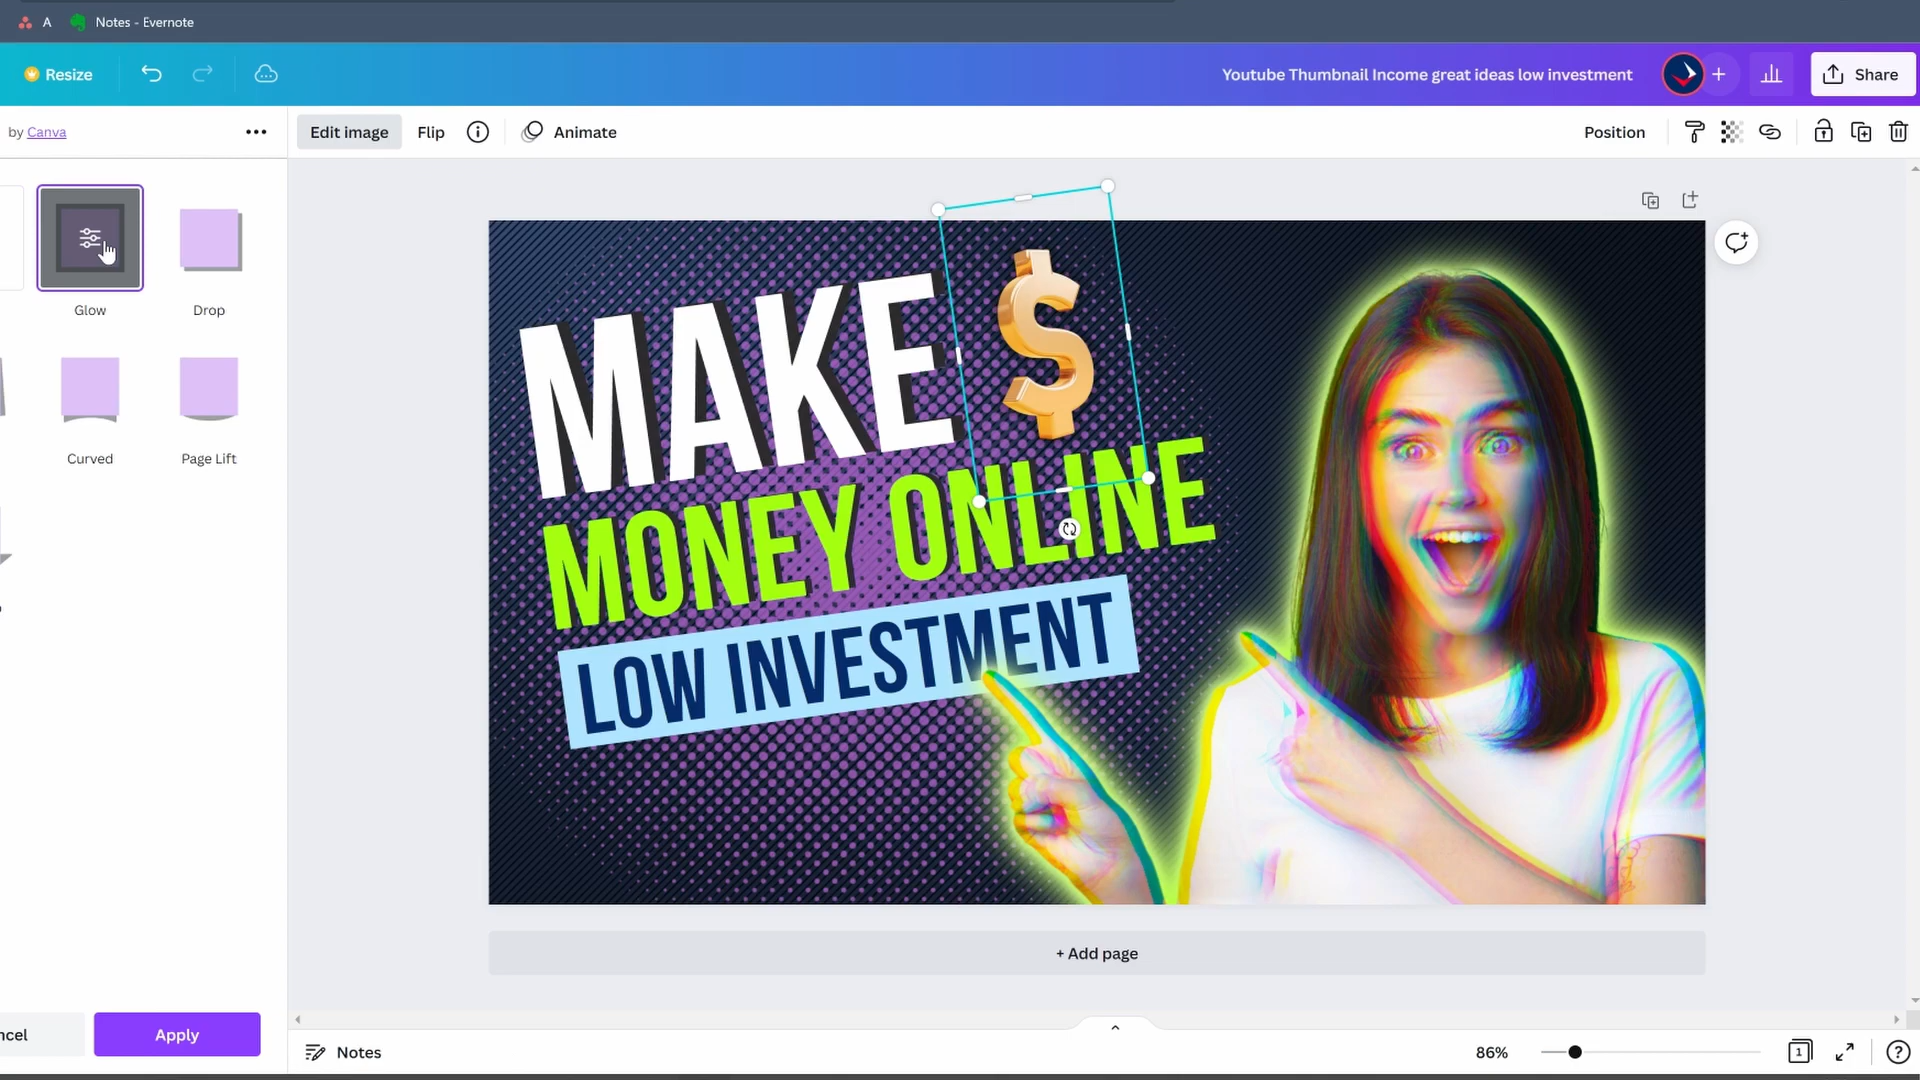 A Notes - Evernote
Resize
Youtube Thumbnail Income great ideas low investment
+
Share
by Canva
Edit image Flip Animate
Position
Glow Drop
Curved Page Lift
MAKE $
MONEY ONLINE
LOW INVESTMENT
+ Add page
ncel Apply
Notes
86%
1
?